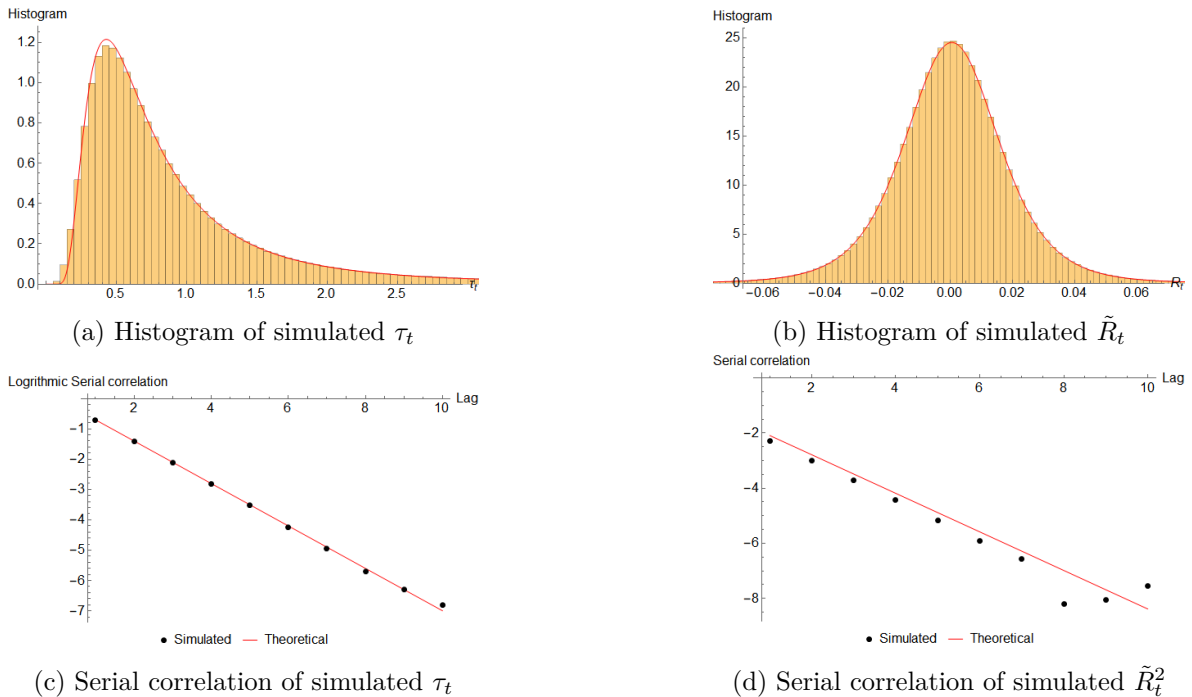 Histogram
1.2
1.0
0.8
0.6
0.4
0.2
0.0
0.5 1.0 1.5 2.0 2.5 τₜ
(a) Histogram of simulated τₜ
Histogram
25
20
15
10
5
0
−0.06 −0.04 −0.02 0.00 0.02 0.04 0.06 Rₜ
(b) Histogram of simulated R̃ₜ
Logrithmic Serial correlation
Lag
2 4 6 8 10
−1
−2
−3
−4
−5
−6
−7
● Simulated — Theoretical
(c) Serial correlation of simulated τₜ
Serial correlation
Lag
2 4 6 8 10
−2
−4
−6
−8
● Simulated — Theoretical
(d) Serial correlation of simulated R̃ₜ²